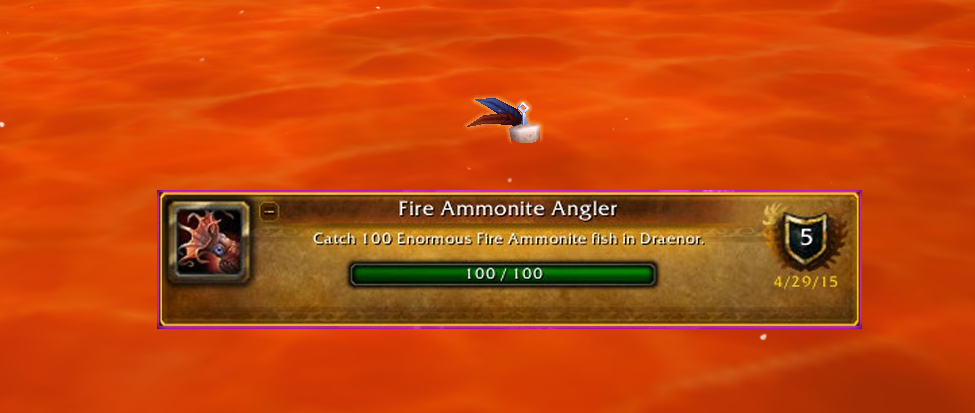 Fire Ammonite Angler
Catch 100 Enormous Fire Ammonite fish in Draenor.
5
100 / 100
4/29/15